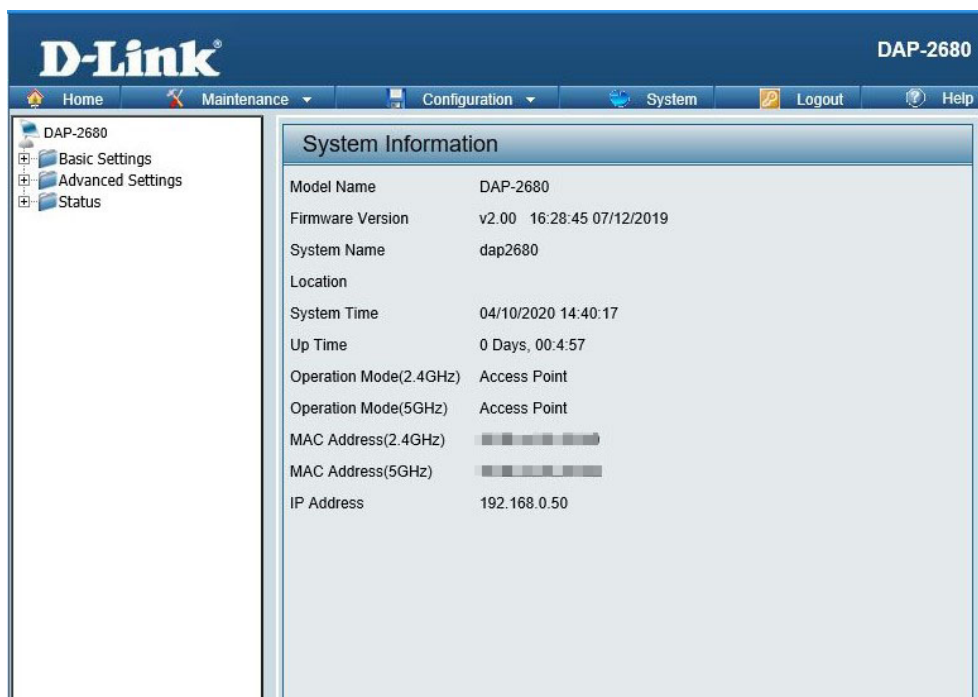 D-Link®
DAP-2680
Home Maintenance Configuration System Logout Help
DAP-2680
Basic Settings
Advanced Settings
Status
System Information
Model Name DAP-2680
Firmware Version v2.00 16:28:45 07/12/2019
System Name dap2680
Location
System Time 04/10/2020 14:40:17
Up Time 0 Days, 00:4:57
Operation Mode(2.4GHz) Access Point
Operation Mode(5GHz) Access Point
MAC Address(2.4GHz)
MAC Address(5GHz)
IP Address 192.168.0.50